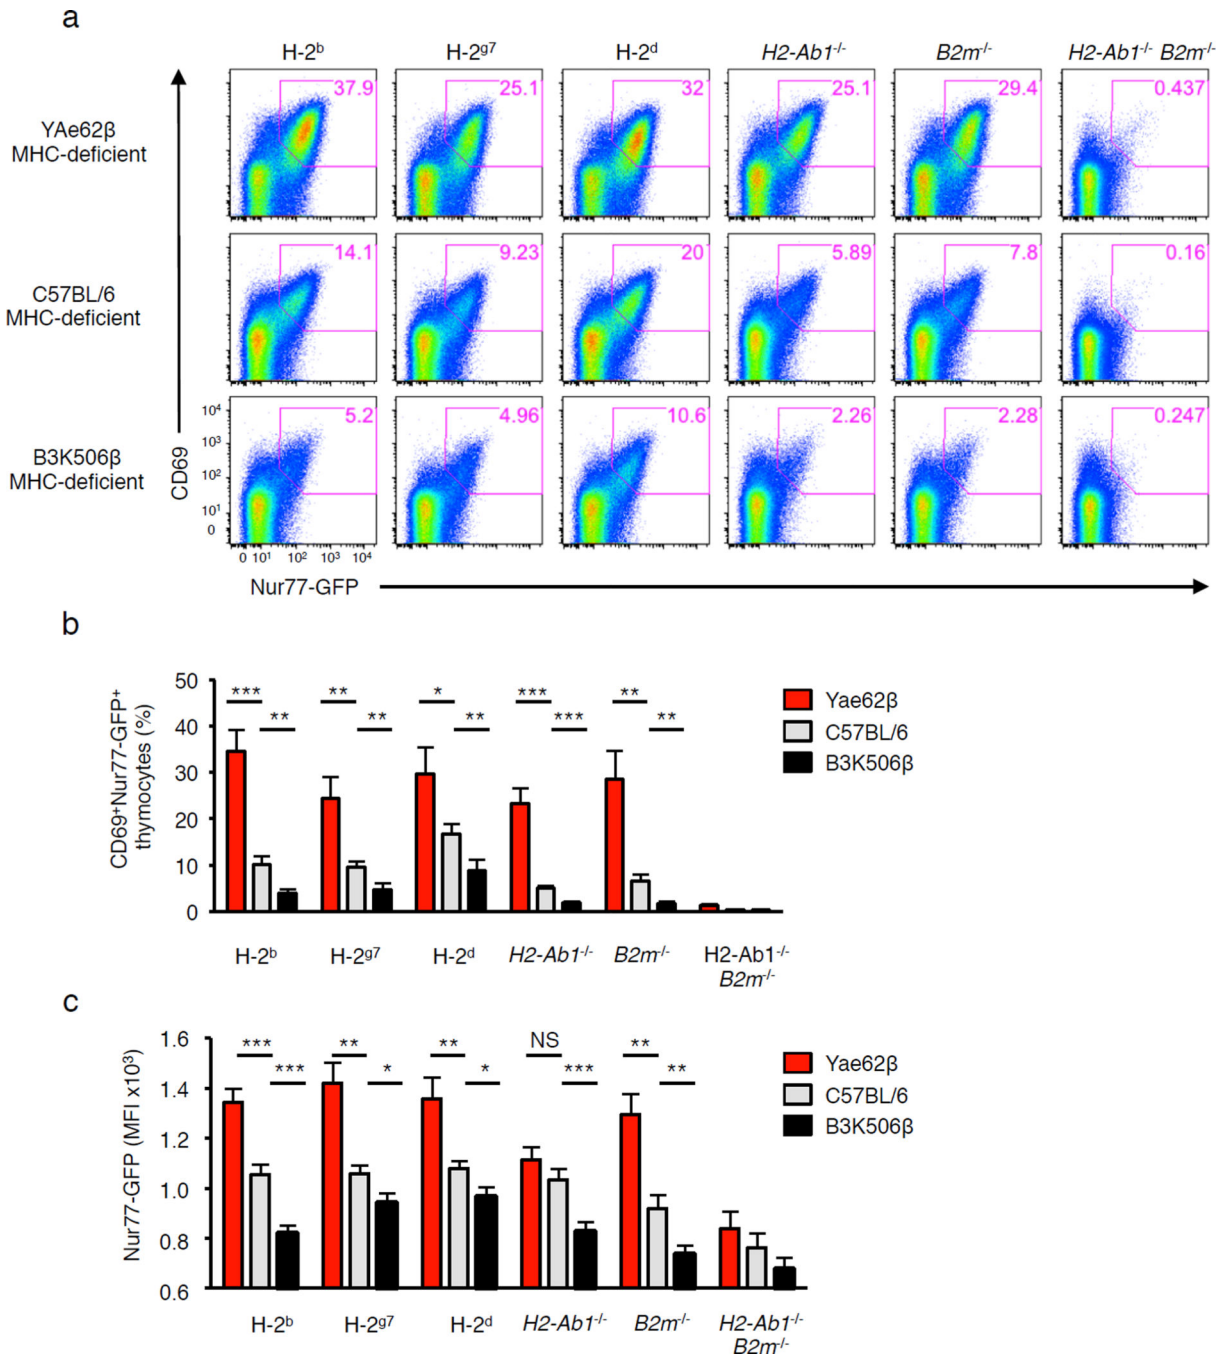 a
H-2ᵇ H-2ᵍ⁷ H-2ᵈ H2-Ab1⁻/⁻ B2m⁻/⁻ H2-Ab1⁻/⁻ B2m⁻/⁻
YAe62β
MHC-deficient
37.9 25.1 32 25.1 29.4 0.437
C57BL/6
MHC-deficient
14.1 9.23 20 5.89 7.8 0.16
B3K506β
MHC-deficient
5.2 4.96 10.6 2.26 2.28 0.247
CD69
10⁴
10³
10²
10¹
0
0 10¹ 10² 10³ 10⁴
Nur77-GFP
b
CD69⁺Nur77-GFP⁺
thymocytes (%)
50
40
30
20
10
0
*** ** * *** **
** ** ** *** **
Yae62β
C57BL/6
B3K506β
H-2ᵇ H-2ᵍ⁷ H-2ᵈ H2-Ab1⁻/⁻ B2m⁻/⁻ H2-Ab1⁻/⁻
B2m⁻/⁻
c
Nur77-GFP (MFI x10³)
1.6
1.4
1.2
1.0
0.8
0.6
*** ** ** NS **
*** * * *** **
Yae62β
C57BL/6
B3K506β
H-2ᵇ H-2ᵍ⁷ H-2ᵈ H2-Ab1⁻/⁻ B2m⁻/⁻ H2-Ab1⁻/⁻
B2m⁻/⁻